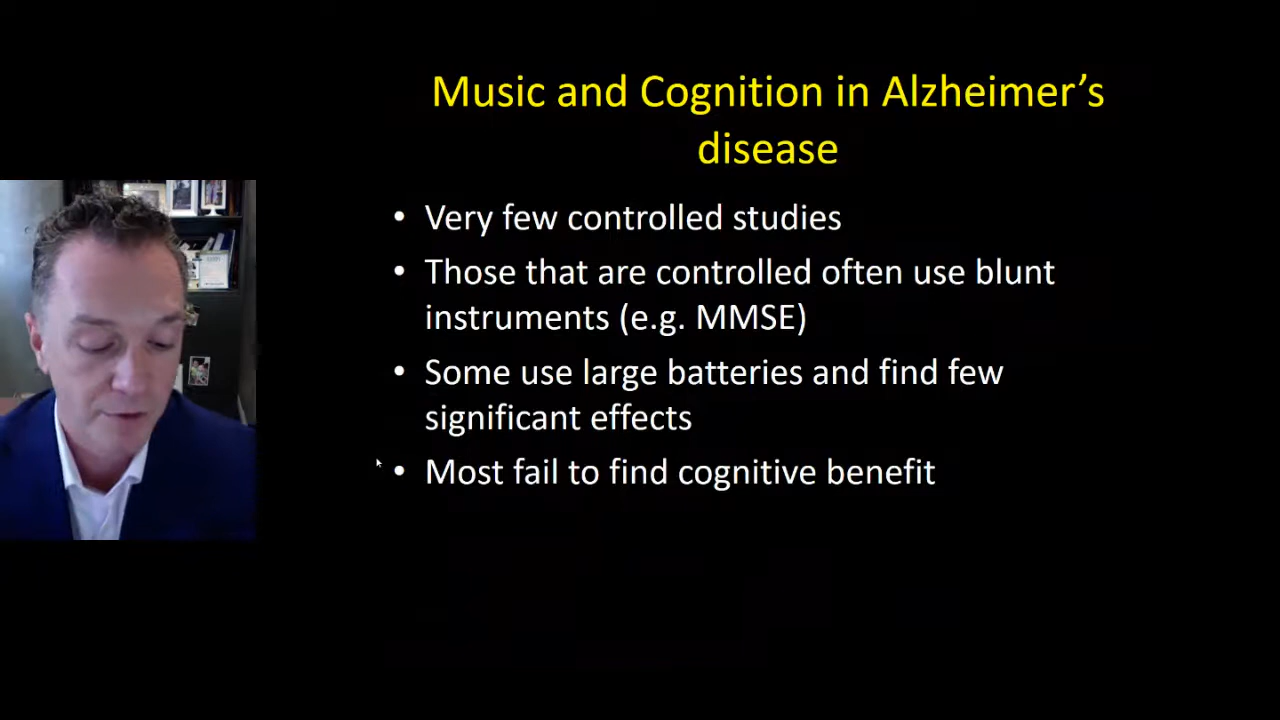 Music and Cognition in Alzheimer’s
disease
• Very few controlled studies
• Those that are controlled often use blunt
instruments (e.g. MMSE)
• Some use large batteries and find few
significant effects
• Most fail to find cognitive benefit